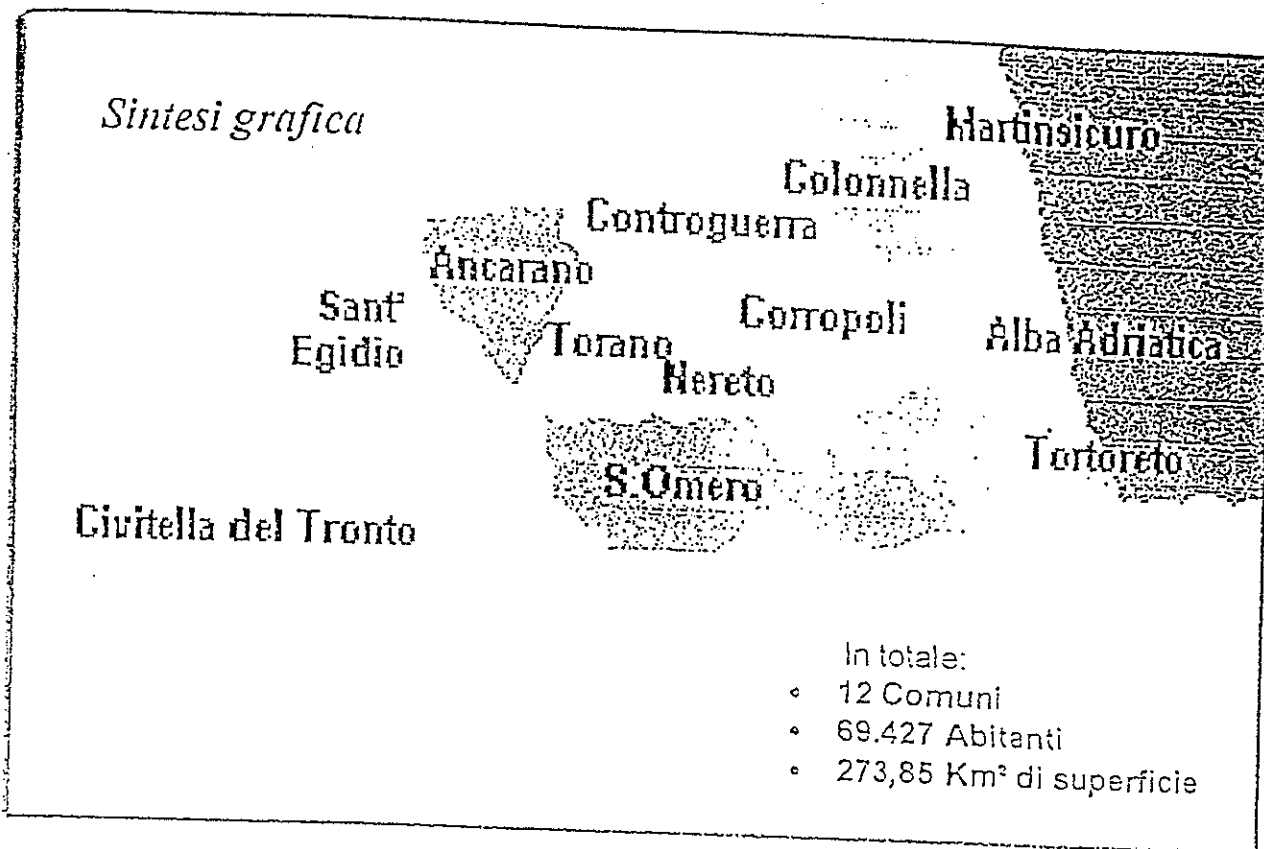 Sintesi grafica
Martinsicuro
Colonnella
Controguerra
Ancarano
Sant'
Egidio
Corropoli
Alba Adriatica
Torano
Nereto
Tortoreto
S.Omero
Civitella del Tronto
In totale:
• 12 Comuni
• 69.427 Abitanti
• 273,85 Km² di superficie